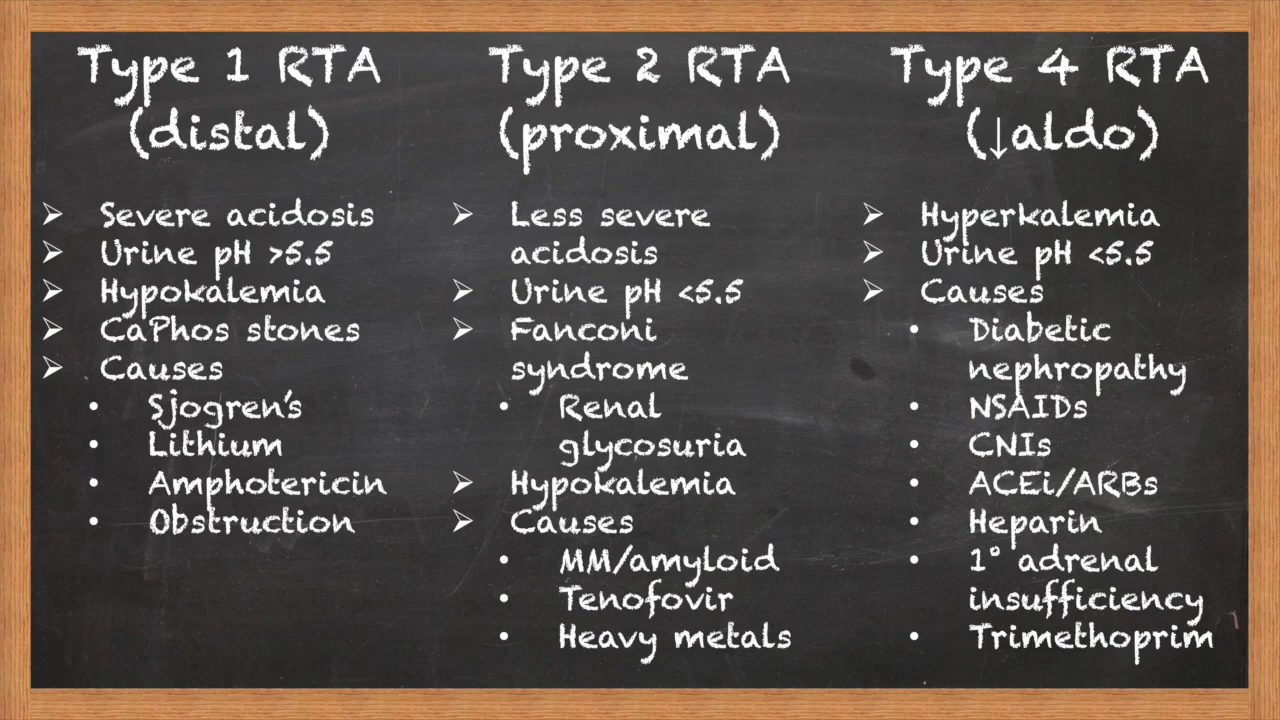 Type 1 RTA
(distal)
➢ Severe acidosis
➢ Urine pH >5.5
➢ Hypokalemia
➢ CaPhos stones
➢ Causes
• Sjogren's
• Lithium
• Amphotericin
• Obstruction
Type 2 RTA
(proximal)
➢ Less severe
acidosis
➢ Urine pH <5.5
➢ Fanconi
syndrome
• Renal
glycosuria
➢ Hypokalemia
➢ Causes
• MM/amyloid
• Tenofovir
• Heavy metals
Type 4 RTA
(↓aldo)
➢ Hyperkalemia
➢ Urine pH <5.5
➢ Causes
• Diabetic
nephropathy
• NSAIDs
• CNIs
• ACEi/ARBs
• Heparin
• 1° adrenal
insufficiency
• Trimethoprim